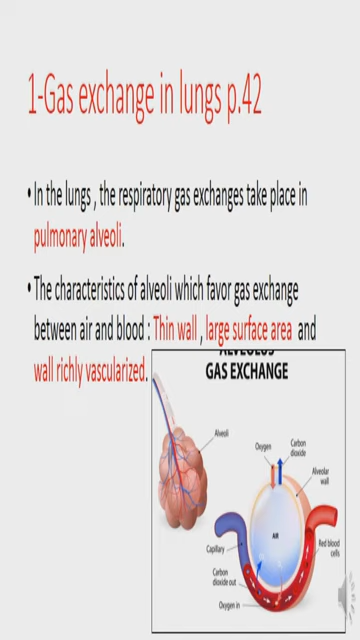 1-Gas exchange in lungs p.42
• In the lungs , the respiratory gas exchanges take place in
pulmonary alveoli.
• The characteristics of alveoli which favor gas exchange
between air and blood : Thin wall , large surface area and
wall richly vascularized.
ALVEOLUS
GAS EXCHANGE
Alveoli
Oxygen
Carbon
dioxide
Alveolar
wall
AIR
Capillary
Red blood
cells
Carbon
dioxide out
Oxygen in